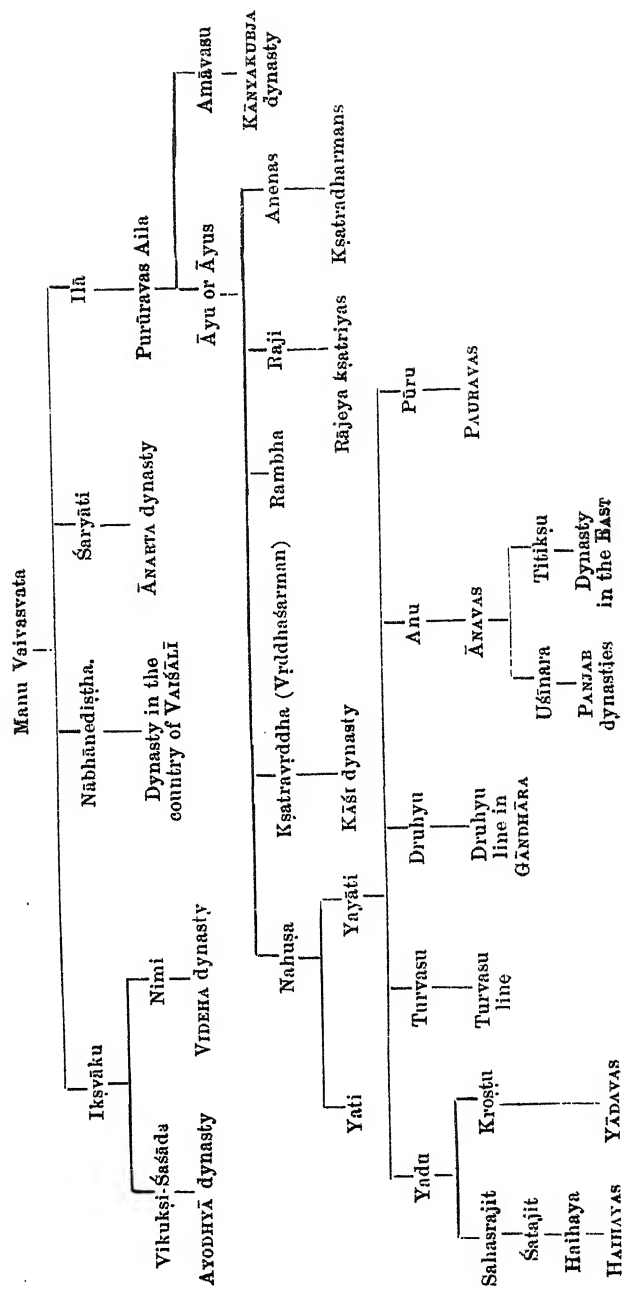 Manu Vaivasvata
Ikṣvāku
Nābhānediṣṭha.
Śaryāti
Ilā
Vikukṣi-Śaśāda
Nimi
Dynasty in the
country of VAIŚĀLĪ
ĀNARTA dynasty
Purūravas Aila
AYODHYĀ dynasty
VIDEHA dynasty
Āyu or Āyus
Amāvasu
KĀNYAKUBJA
dynasty
Nahuṣa
Kṣatravṛddha (Vṛddhaśarman)
Rambha
Raji
Anenas
KĀŚI dynasty
Rājeya kṣatriyas
Kṣatradharmans
Yati
Yayāti
Yadu
Turvasu
Druhyu
Anu
Pūru
Turvasu
line
Druhyu
line in
GĀNDHĀRA
ĀNAVAS
PAURAVAS
Sahasrajit
Kroṣṭu
Uśīnara
Titikṣu
Śatajit
PANJAB
dynasties
Dynasty
in the EAST
Haihaya
HAIHAYAS
YĀDAVAS